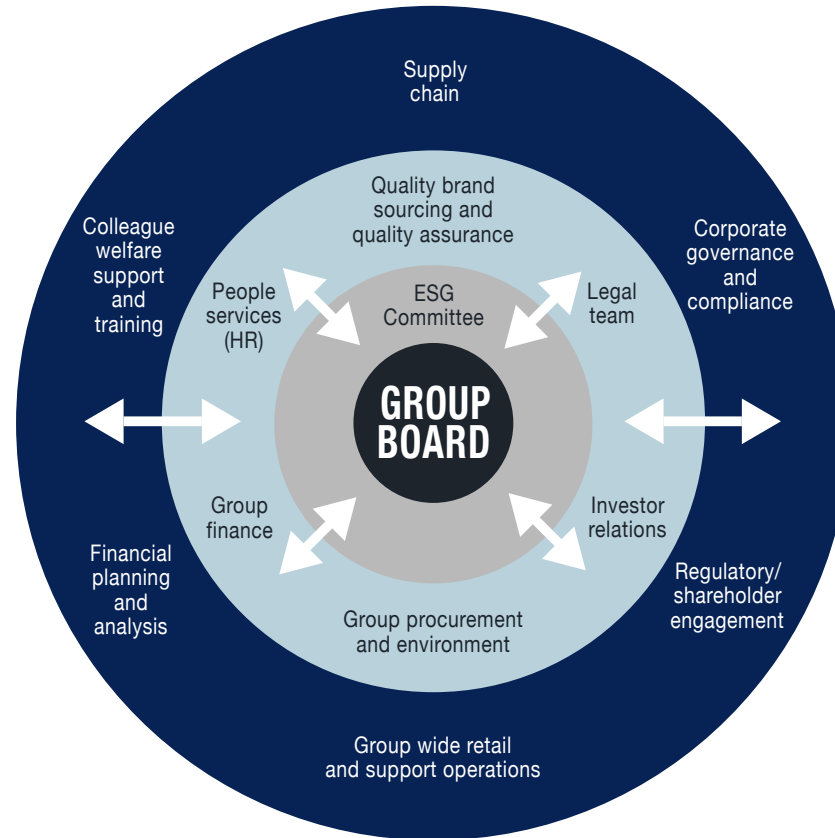 Supply
chain
Quality brand
sourcing and
quality assurance
Colleague
welfare
support
and
training
Corporate
governance
and
compliance
People
services
(HR)
ESG
Committee
Legal
team
GROUP
BOARD
Group
finance
Investor
relations
Financial
planning
and
analysis
Regulatory/
shareholder
engagement
Group procurement
and environment
Group wide retail
and support operations